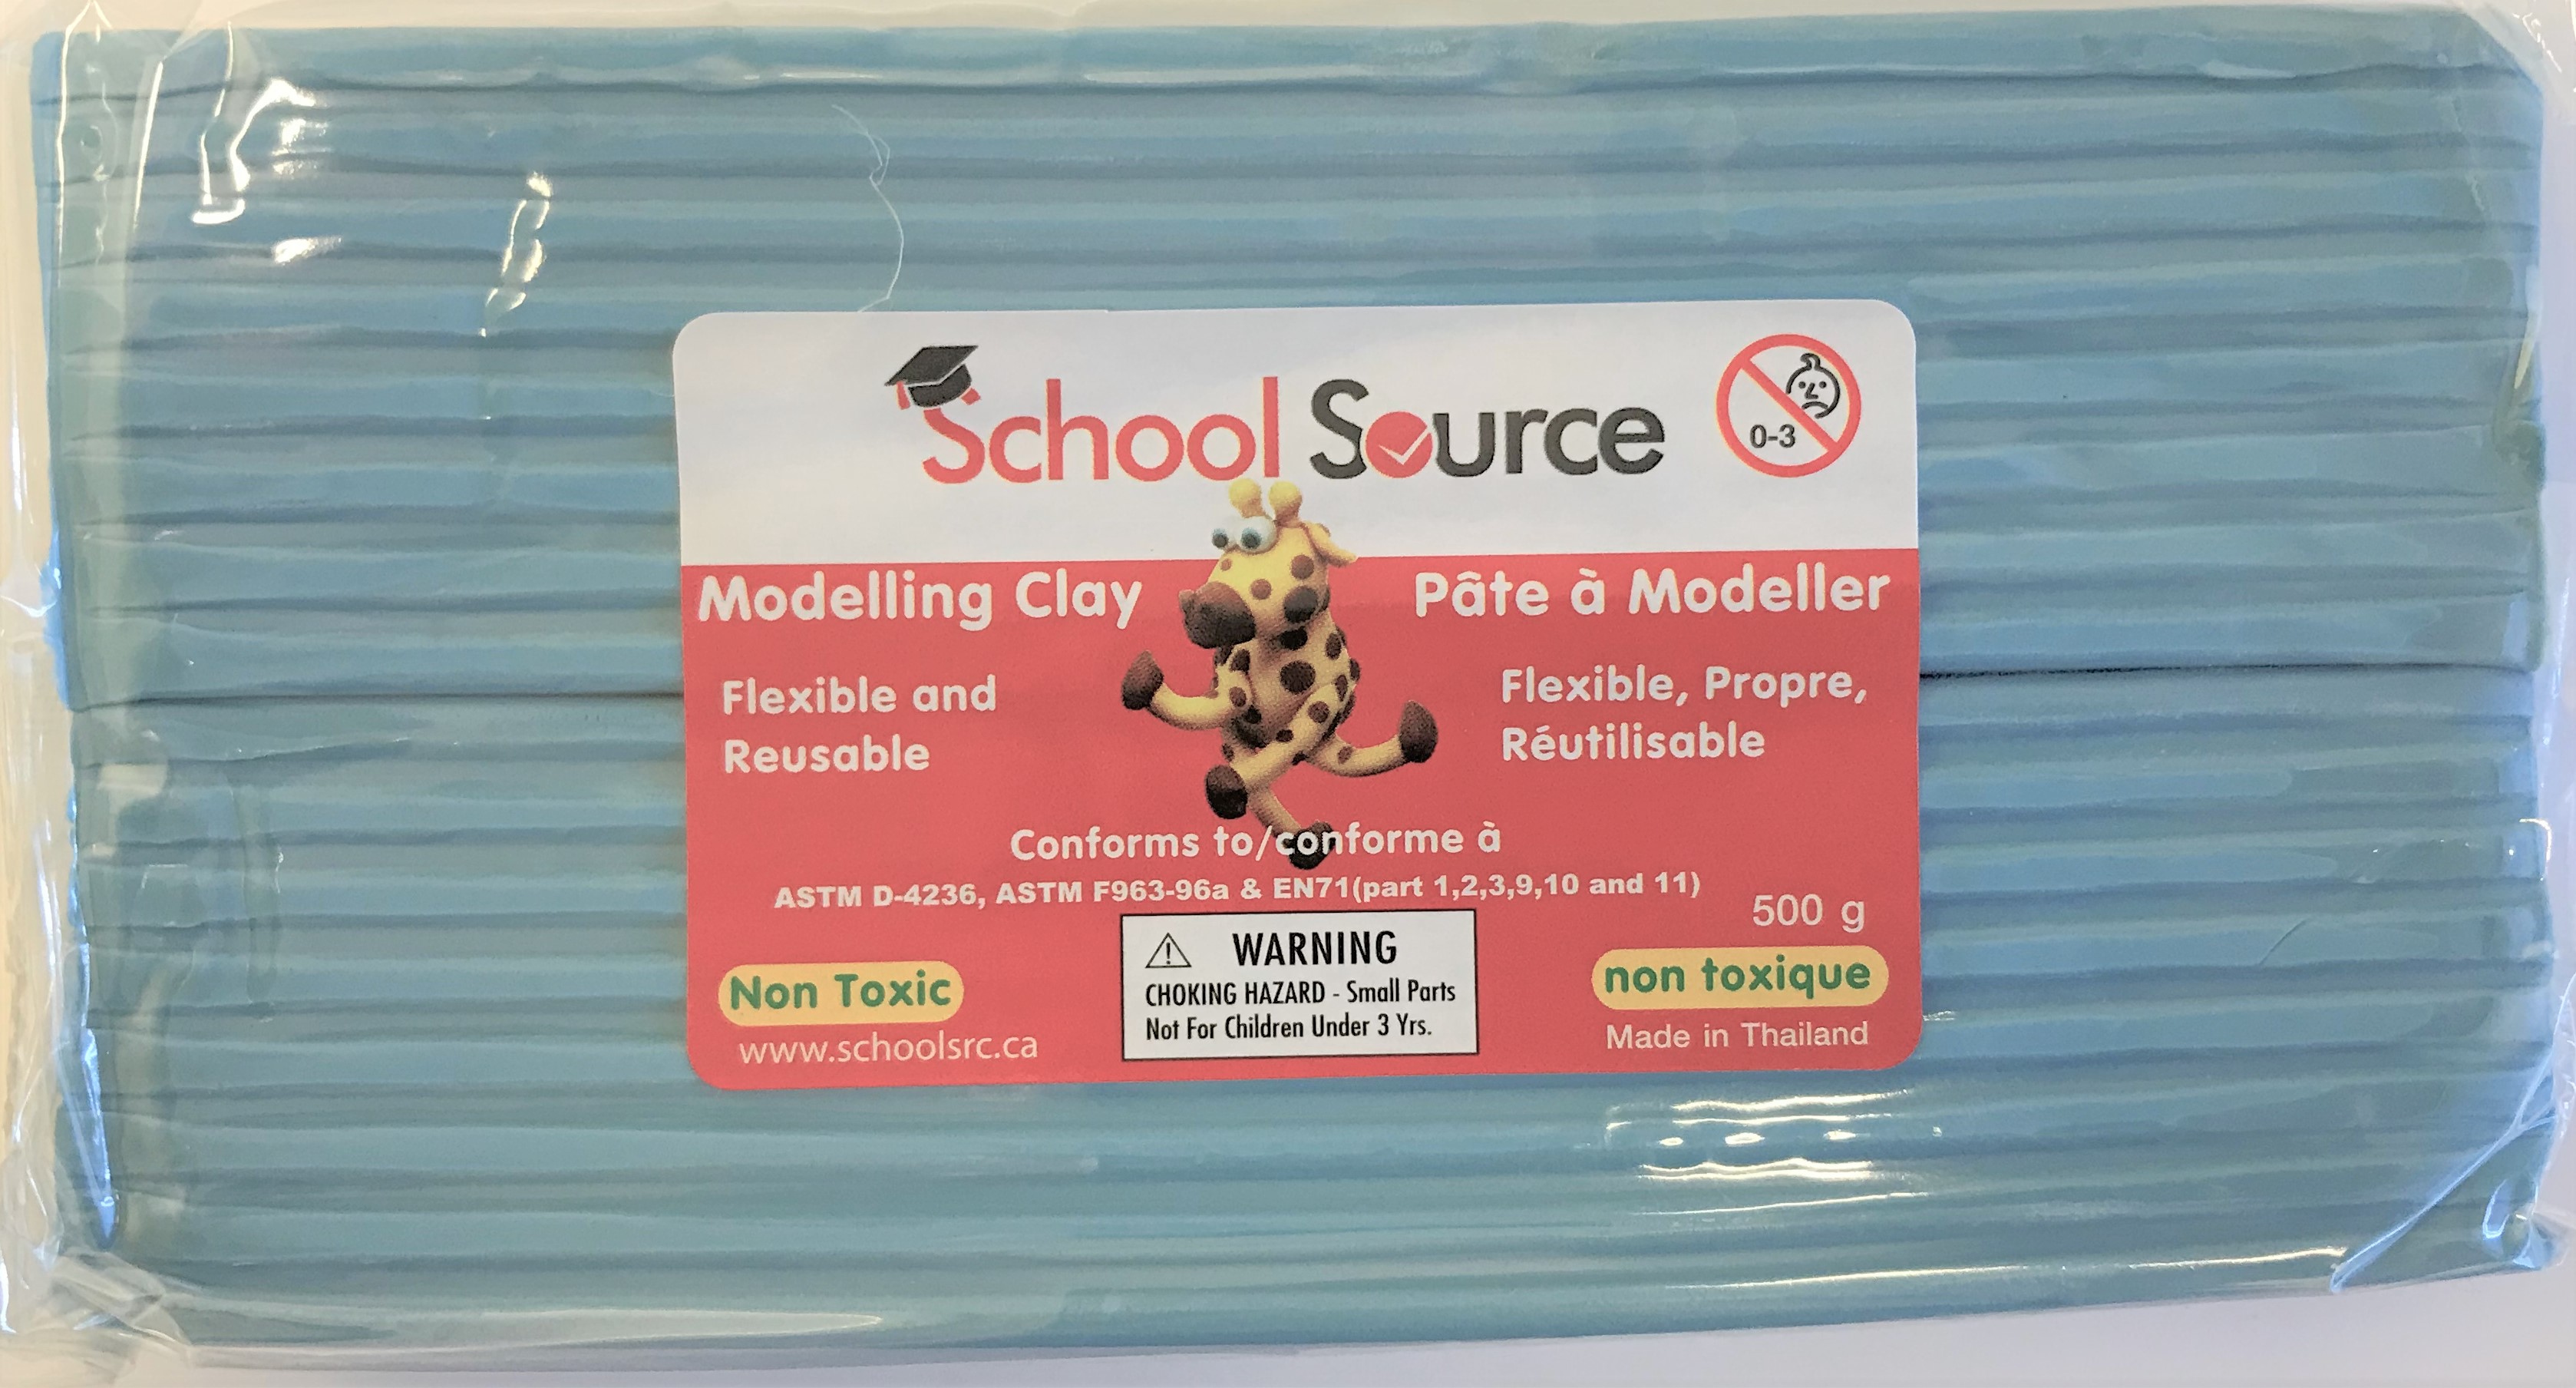 School Source
0-3
Modelling Clay
Pâte à Modeller
Flexible and
Reusable
Flexible, Propre,
Réutilisable
Conforms to/conforme à
ASTM D-4236, ASTM F963-96a & EN71(part 1,2,3,9,10 and 11)
500 g
Non Toxic
www.schoolsrc.ca
WARNING
CHOKING HAZARD - Small Parts
Not For Children Under 3 Yrs.
non toxique
Made in Thailand